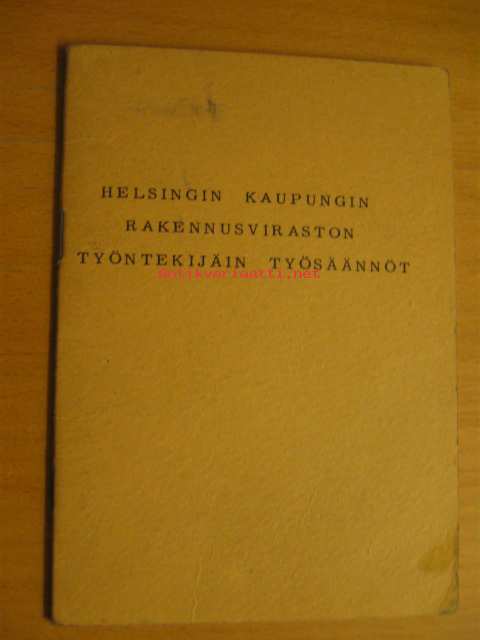 HELSINGIN KAUPUNGIN
RAKENNUSVIRASTON
TYÖNTEKIJÄIN TYÖSÄÄNNÖT
antikvariaatti.net